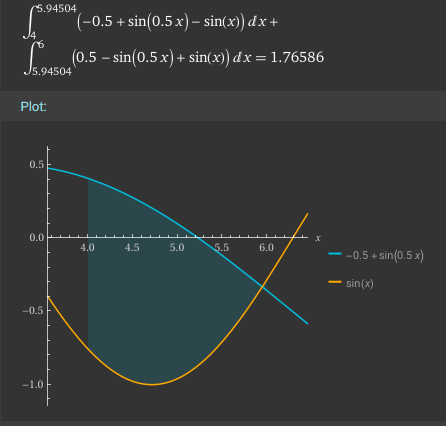 ∫₄^5.94504 (-0.5 + sin(0.5 x) - sin(x)) dx +
∫_5.94504^6 (0.5 - sin(0.5 x) + sin(x)) dx = 1.76586
Plot:
0.5
0.0
4.0 4.5 5.0 5.5 6.0 x
-0.5
-1.0
-0.5 + sin(0.5 x)
sin(x)